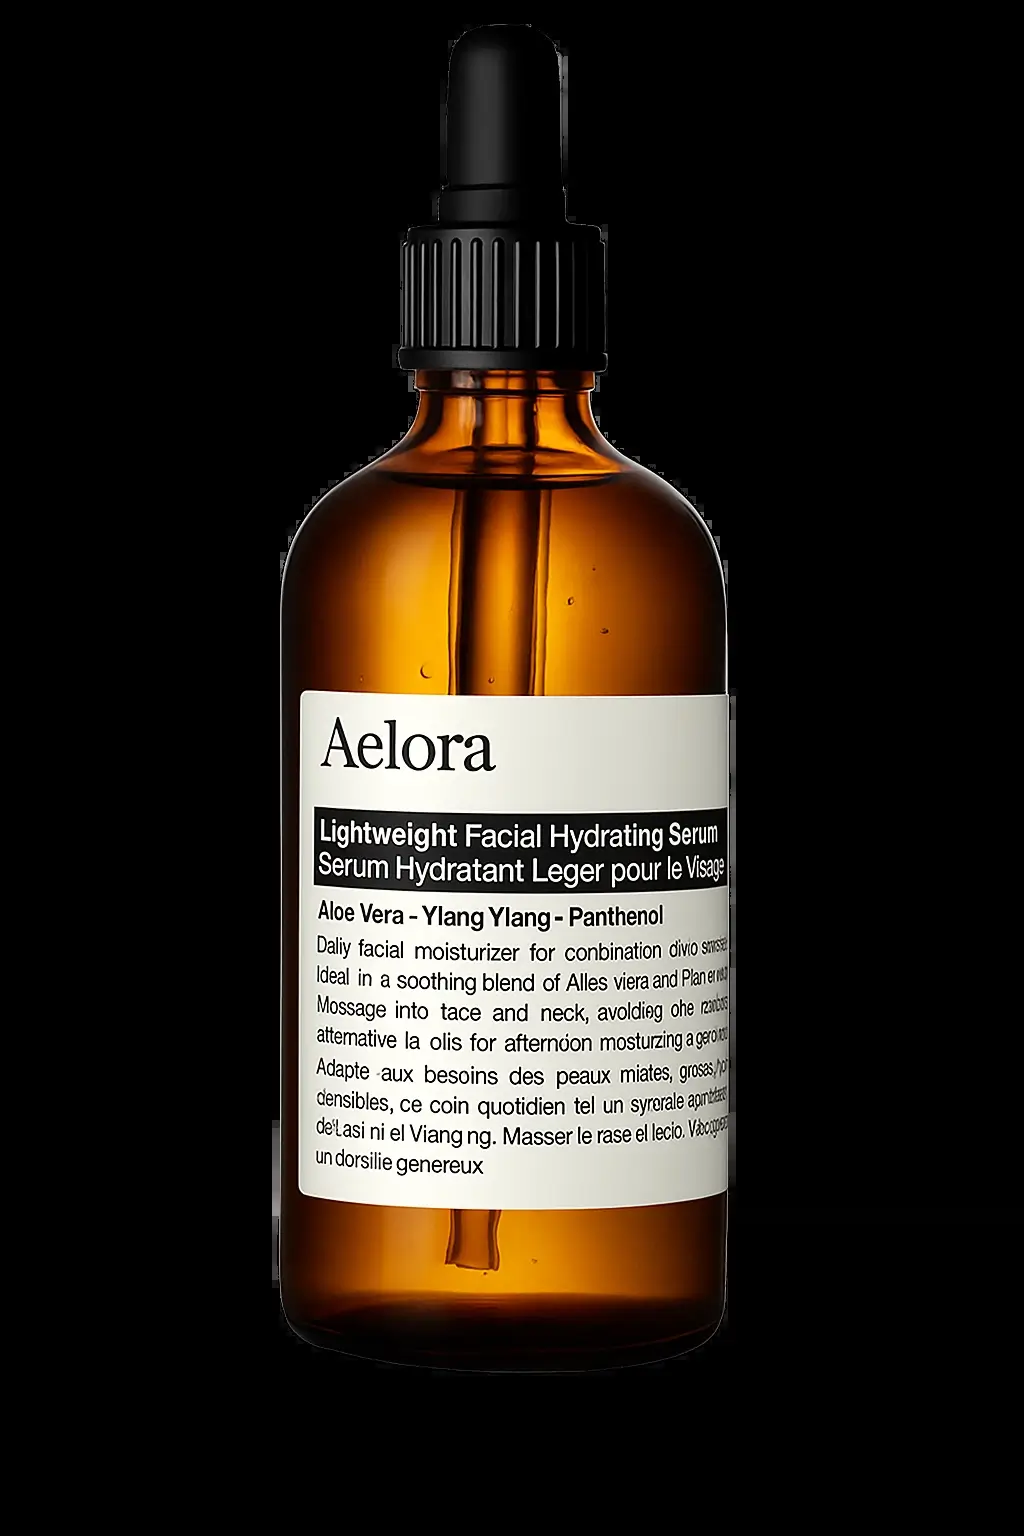 Aelora
Lightweight Facial Hydrating Serum
Serum Hydratant Leger pour le Visage
Aloe Vera - Ylang Ylang - Panthenol
Daliy facial moisturizer for conbination divio
Ideal in a soothing blend of Alles viera and Plan
Mossage into tace and neck, avolding ohe
atternative la olis for afternoon mosturzing a
Adapte aux besoins des peaux miates, grosas,
densibles, ce coin quotidien tel un syrorale
de Lasi ni el Viang ng. Masser le rase el lecio.
un dorsilie genereux